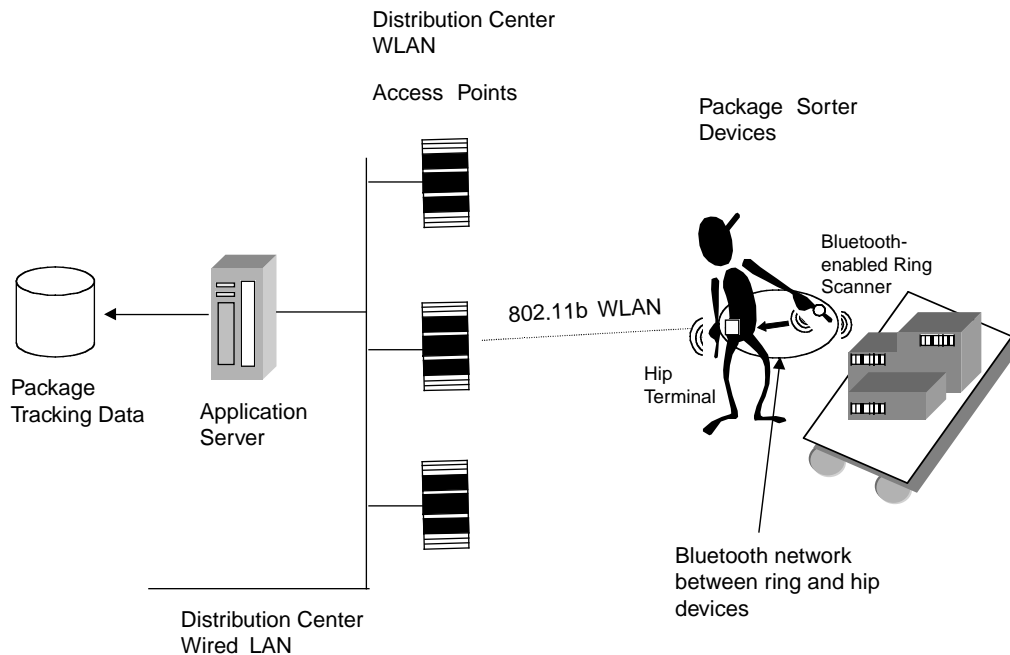 Distribution Center
WLAN
Access Points
Package Sorter
Devices
Bluetooth-
enabled Ring
Scanner
802.11b WLAN
Hip
Terminal
Package
Tracking Data
Application
Server
Bluetooth network
between ring and hip
devices
Distribution Center
Wired LAN